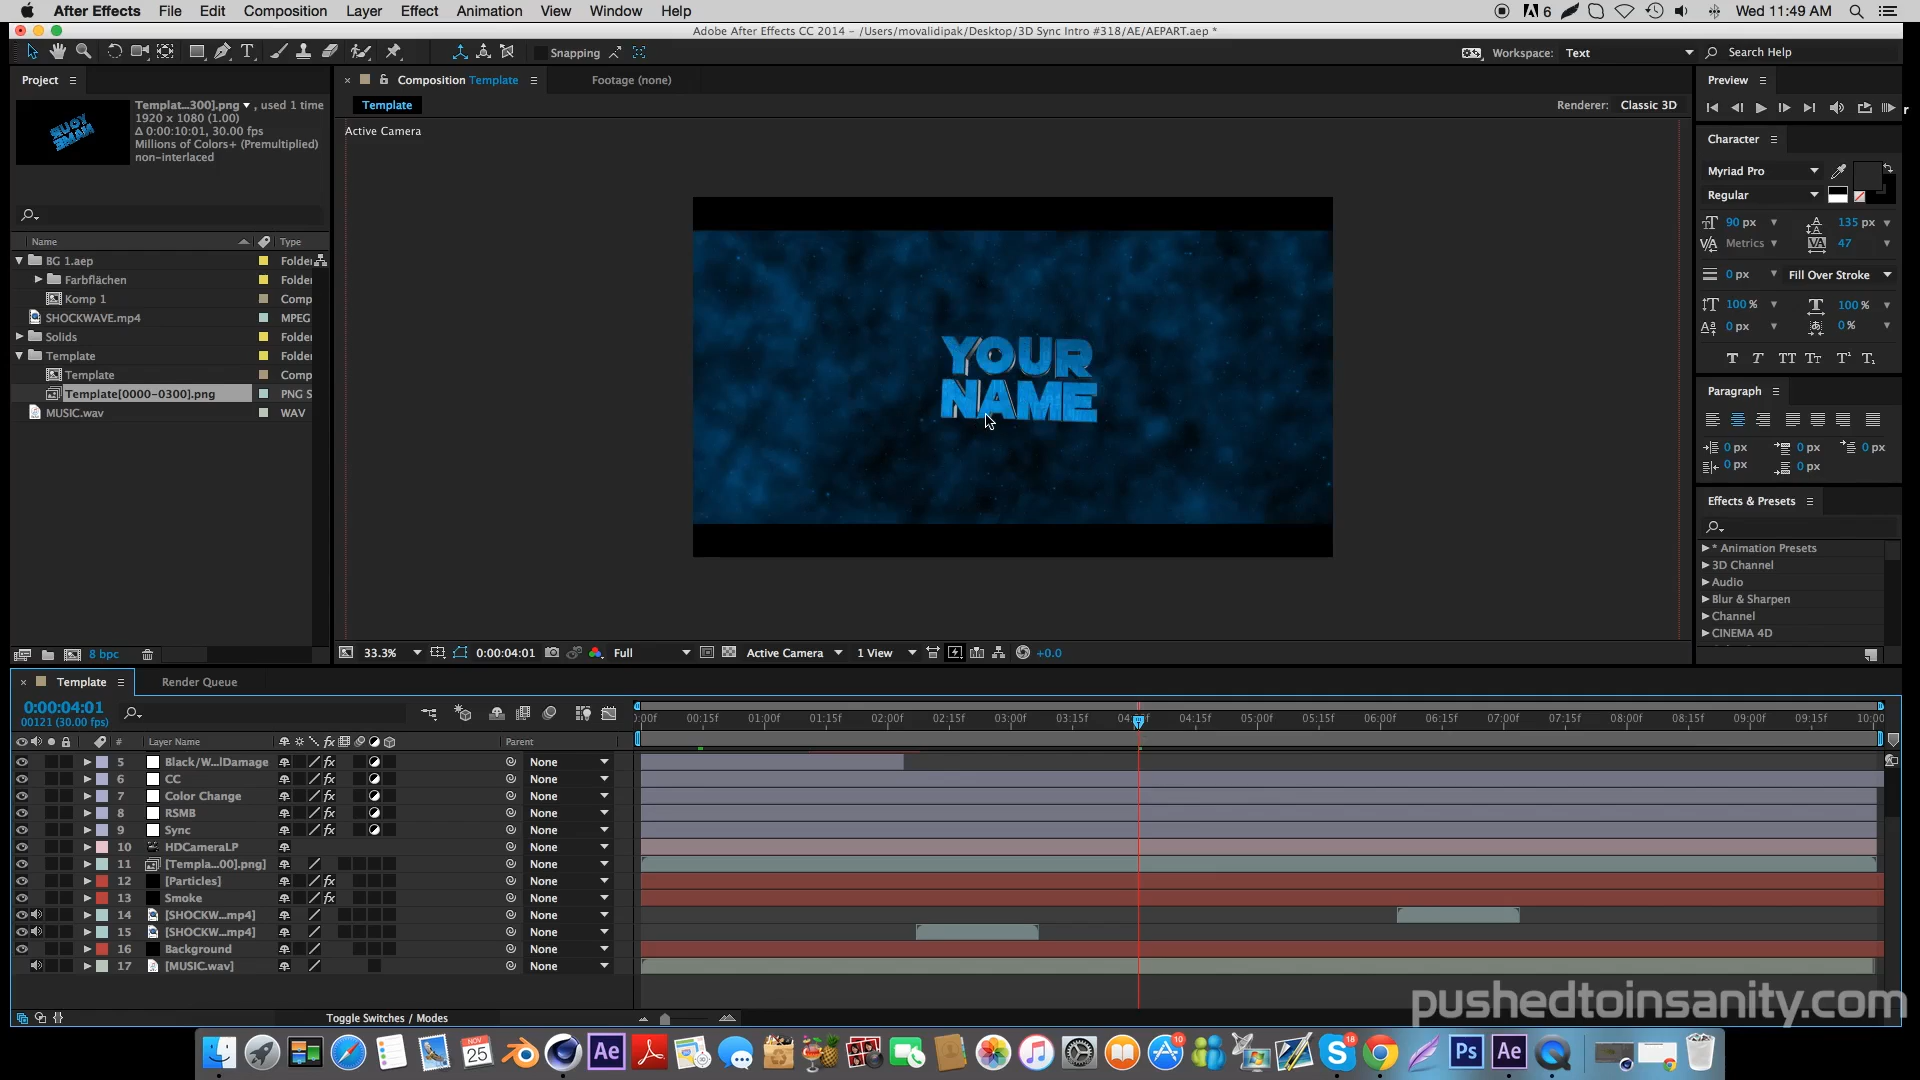 After Effects File Edit Composition Layer Effect Animation View Window Help
6 Wed 11:49 AM
Adobe After Effects CC 2014 - /Users/movalidipak/Desktop/3D Sync Intro #318/AE/AEPART.aep *
Snapping
Workspace: Text
Search Help
Project
Templat...300].png , used 1 time
1920 x 1080 (1.00)
Δ 0:00:10:01, 30.00 fps
Millions of Colors+ (Premultiplied)
non-interlaced
Name Type
BG 1.aep Folder
Farbflächen Folder
Komp 1 Comp
SHOCKWAVE.mp4 MPEG
Solids Folder
Template Folder
Template Comp
Template[0000-0300].png PNG S
MUSIC.wav WAV
8 bpc
Composition Template
Footage (none)
Template
Renderer: Classic 3D
Active Camera
YOUR
NAME
33.3% 0:00:04:01 Full Active Camera 1 View +0.0
Preview
Character
Myriad Pro
Regular
90 px 135 px
Metrics 47
0 px Fill Over Stroke
100 % 100 %
0 px 0 %
Paragraph
0 px 0 px 0 px
0 px 0 px
Effects & Presets
* Animation Presets
3D Channel
Audio
Blur & Sharpen
Channel
CINEMA 4D
Template Render Queue
0:00:04:01
00121 (30.00 fps)
:00f 00:15f 01:00f 01:15f 02:00f 02:15f 03:00f 03:15f 04:15f 05:00f 05:15f 06:00f 06:15f 07:00f 07:15f 08:00f 08:15f 09:00f 09:15f 10:00
# Layer Name Parent
5 Black/W...lDamage None
6 CC None
7 Color Change None
8 RSMB None
9 Sync None
10 HDCameraLP None
11 [Templa...00].png] None
12 [Particles] None
13 Smoke None
14 [SHOCKW...mp4] None
15 [SHOCKW...mp4] None
16 Background None
17 [MUSIC.wav] None
Toggle Switches / Modes
pushedtoinsanity.com